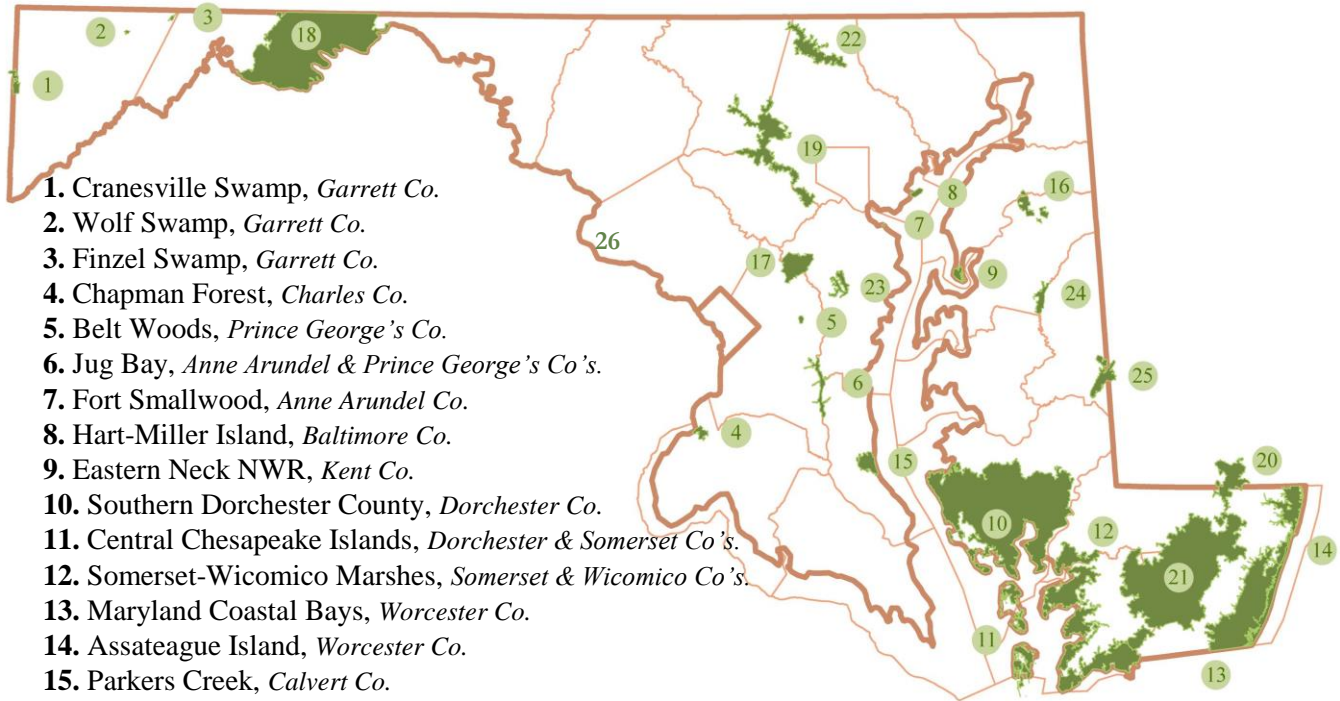 2
3
18
22
1
19
8
16
7
26
17
9
23
24
5
6
25
4
15
20
10
12
14
21
11
13
1. Cranesville Swamp, Garrett Co.
2. Wolf Swamp, Garrett Co.
3. Finzel Swamp, Garrett Co.
4. Chapman Forest, Charles Co.
5. Belt Woods, Prince George’s Co.
6. Jug Bay, Anne Arundel & Prince George’s Co’s.
7. Fort Smallwood, Anne Arundel Co.
8. Hart-Miller Island, Baltimore Co.
9. Eastern Neck NWR, Kent Co.
10. Southern Dorchester County, Dorchester Co.
11. Central Chesapeake Islands, Dorchester & Somerset Co’s.
12. Somerset-Wicomico Marshes, Somerset & Wicomico Co’s.
13. Maryland Coastal Bays, Worcester Co.
14. Assateague Island, Worcester Co.
15. Parkers Creek, Calvert Co.